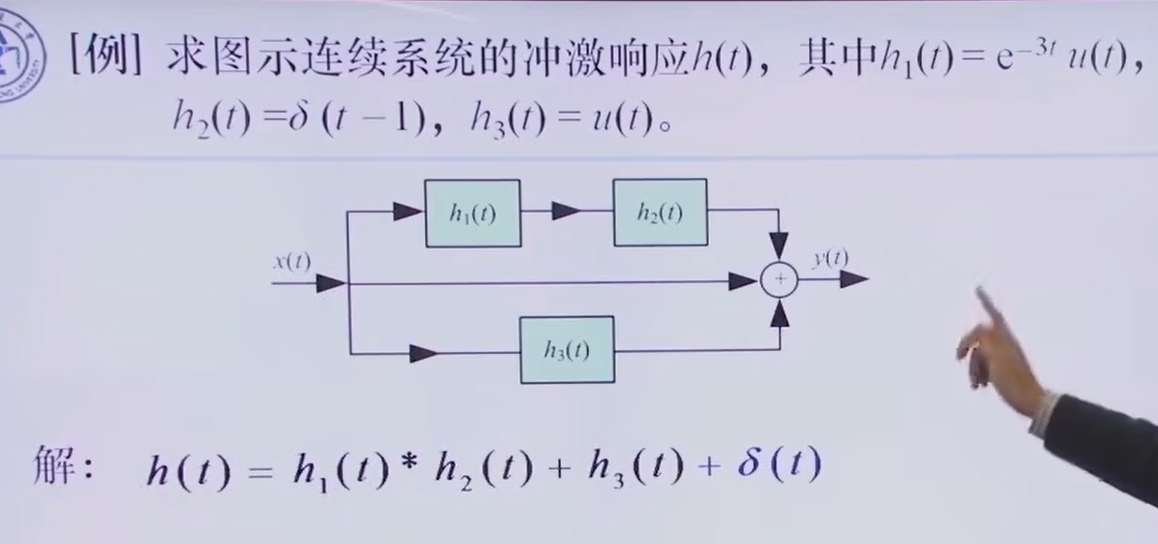 [例] 求图示连续系统的冲激响应h(t)，其中h₁(t) = e⁻³ᵗ u(t)，
h₂(t) =δ (t −1)，h₃(t) = u(t)。
h₁(t)
h₂(t)
x(t)
+
y(t)
h₃(t)
解： h(t) = h₁(t) * h₂(t) + h₃(t) + δ(t)